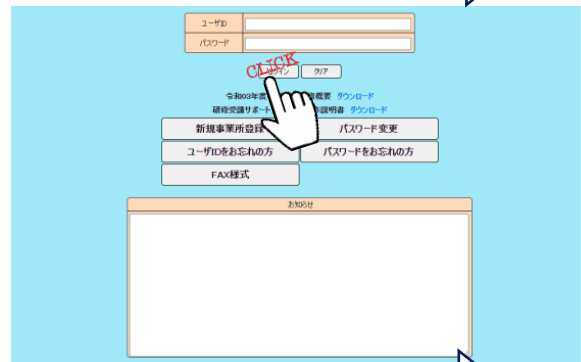 ユーザID
パスワード
CLICK
クリア
令和03年度 概要 ダウンロード
研修受講サポート 説明書 ダウンロード
新規事業所登録 パスワード変更
ユーザIDをお忘れの方 パスワードをお忘れの方
FAX様式
お知らせ